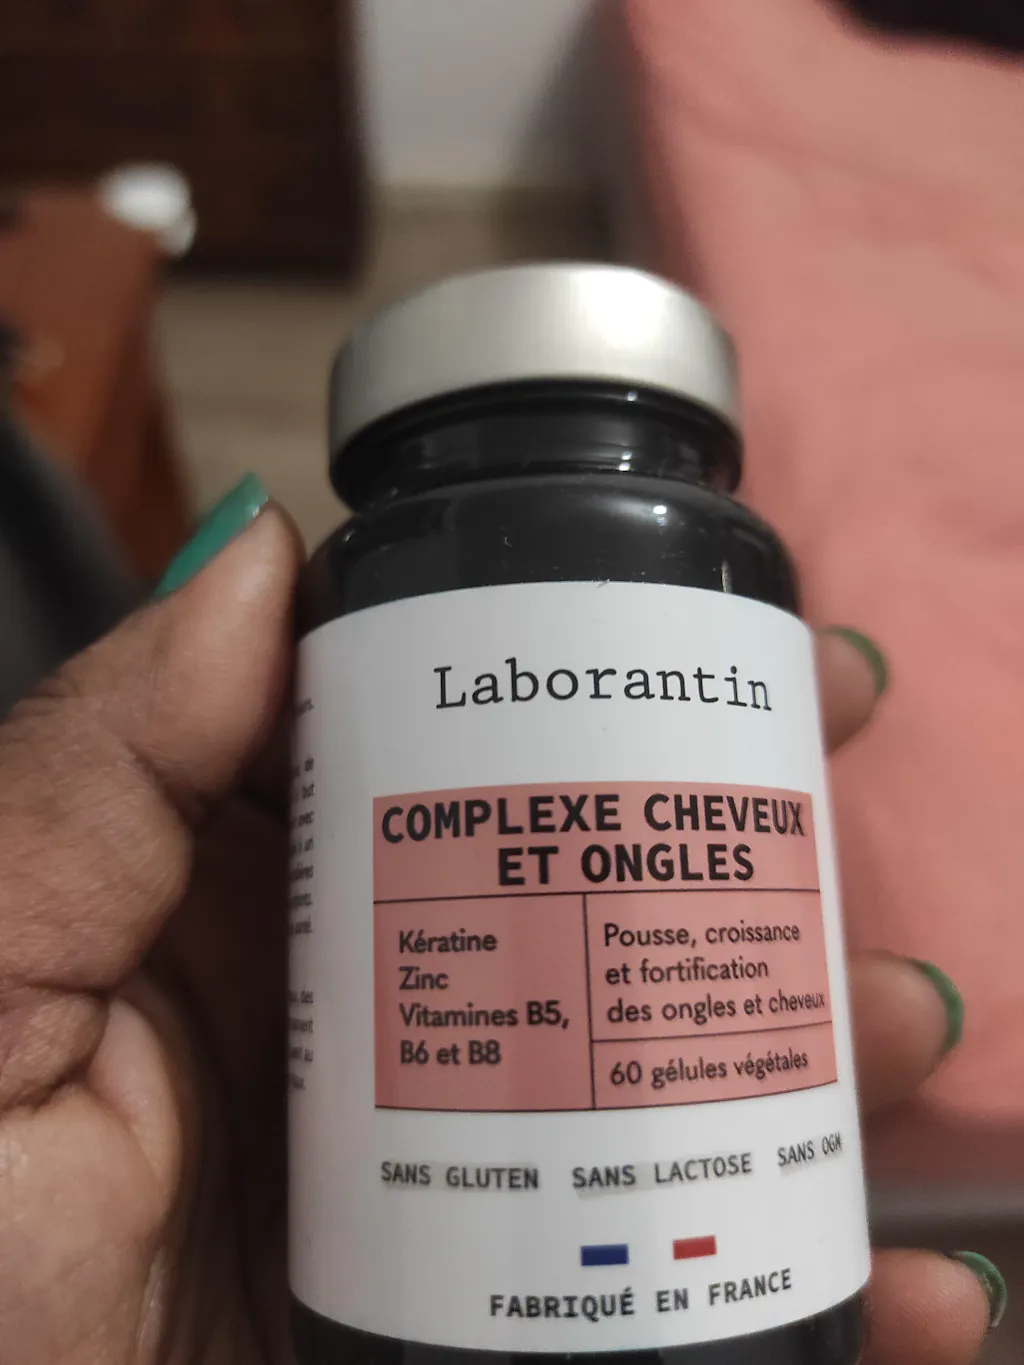 Laborantin
COMPLEXE CHEVEUX
ET ONGLES
Kératine
Zinc
Vitamines B5,
B6 et B8
Pousse, croissance
et fortification
des ongles et cheveux
60 gélules végétales
SANS GLUTEN SANS LACTOSE SANS OGM
FABRIQUÉ EN FRANCE